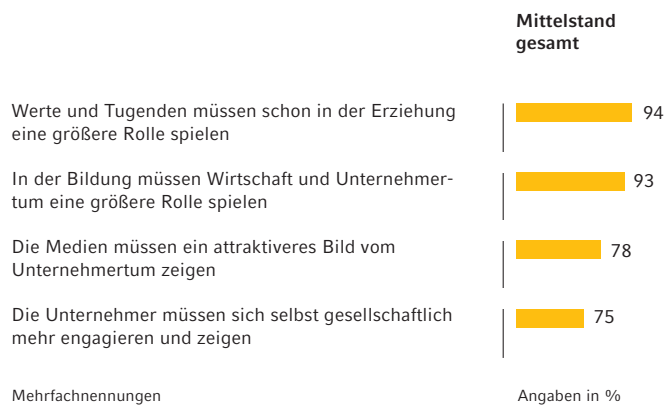 Mittelstand
gesamt
Werte und Tugenden müssen schon in der Erziehung
eine größere Rolle spielen
94
In der Bildung müssen Wirtschaft und Unternehmer-
tum eine größere Rolle spielen
93
Die Medien müssen ein attraktiveres Bild vom
Unternehmertum zeigen
78
Die Unternehmer müssen sich selbst gesellschaftlich
mehr engagieren und zeigen
75
Mehrfachnennungen
Angaben in %